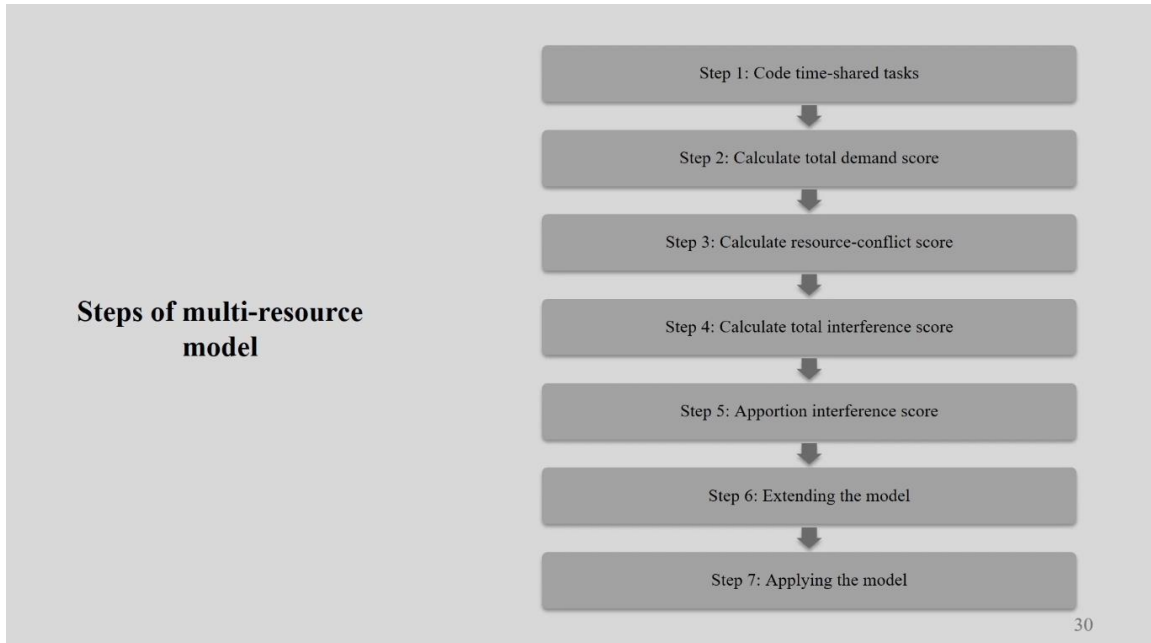 Steps of multi-resource
model
Step 1: Code time-shared tasks
Step 2: Calculate total demand score
Step 3: Calculate resource-conflict score
Step 4: Calculate total interference score
Step 5: Apportion interference score
Step 6: Extending the model
Step 7: Applying the model
30